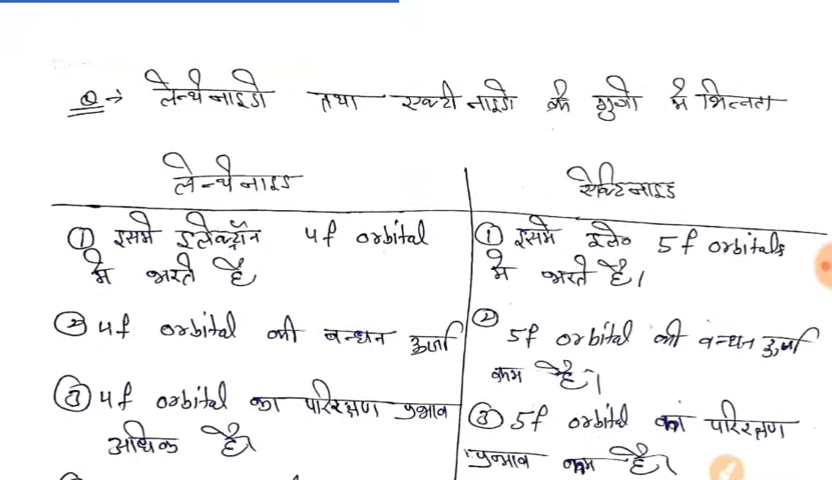 Q→ लेन्थेनाइडो तथा एक्टीनाइडो के गुणो मे भिन्नता
लेन्थेनाइड
① इसमे इलेक्ट्रॉन 4f orbital
मे भरते है
② 4f orbital की बन्धन ऊर्जा
③ 4f orbital का परिरक्षण प्रभाव
अधिक है।
ऐक्टिनाइड
① इसमे इले० 5f orbitals
मे भरते है।
② 5f orbital की बन्धन ऊर्जा
कम है।
③ 5f orbital का परिरक्षण
प्रभाव कम है।